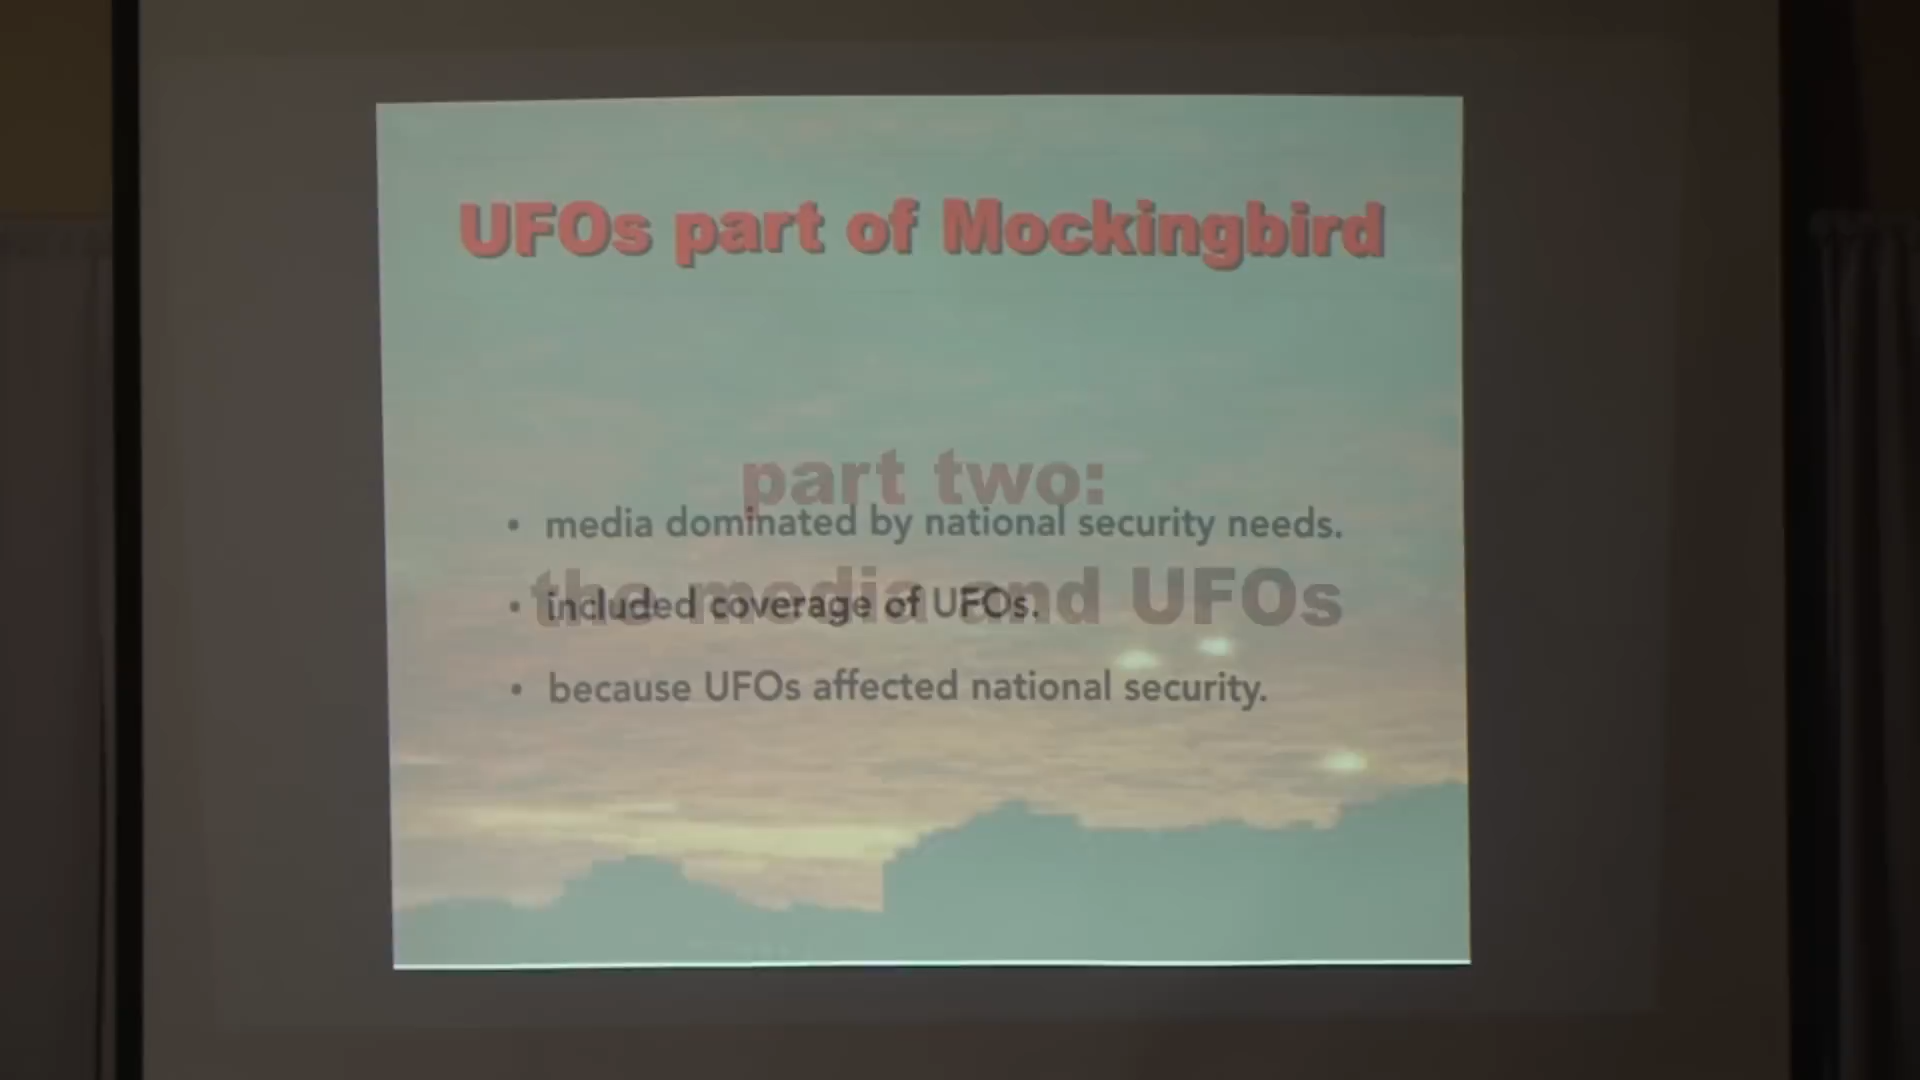 UFOs part of Mockingbird
part two:
• media dominated by national security needs.
the media and UFOs
• included coverage of UFOs.
• because UFOs affected national security.